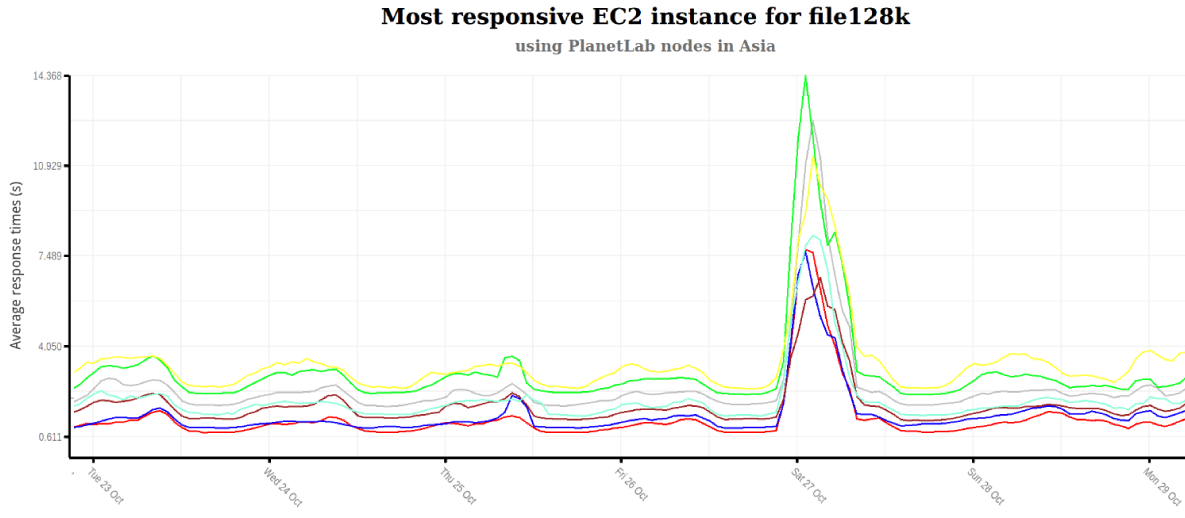 Most responsive EC2 instance for file128k
using PlanetLab nodes in Asia
Average response times (s)
14.368
10.929
7.489
4.050
0.611
Tue 23 Oct
Wed 24 Oct
Thu 25 Oct
Fri 26 Oct
Sat 27 Oct
Sun 28 Oct
Mon 29 Oct